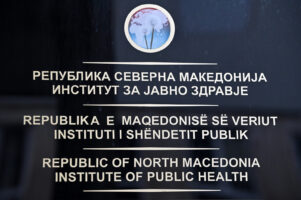 РЕПУБЛИКА СЕВЕРНА МАКЕДОНИЈА
ИНСТИТУТ ЗА ЈАВНО ЗДРАВЈЕ
REPUBLIKA E MAQEDONISË SË VERIUT
INSTITUTI I SHËNDETIT PUBLIK
REPUBLIC OF NORTH MACEDONIA
INSTITUTE OF PUBLIC HEALTH